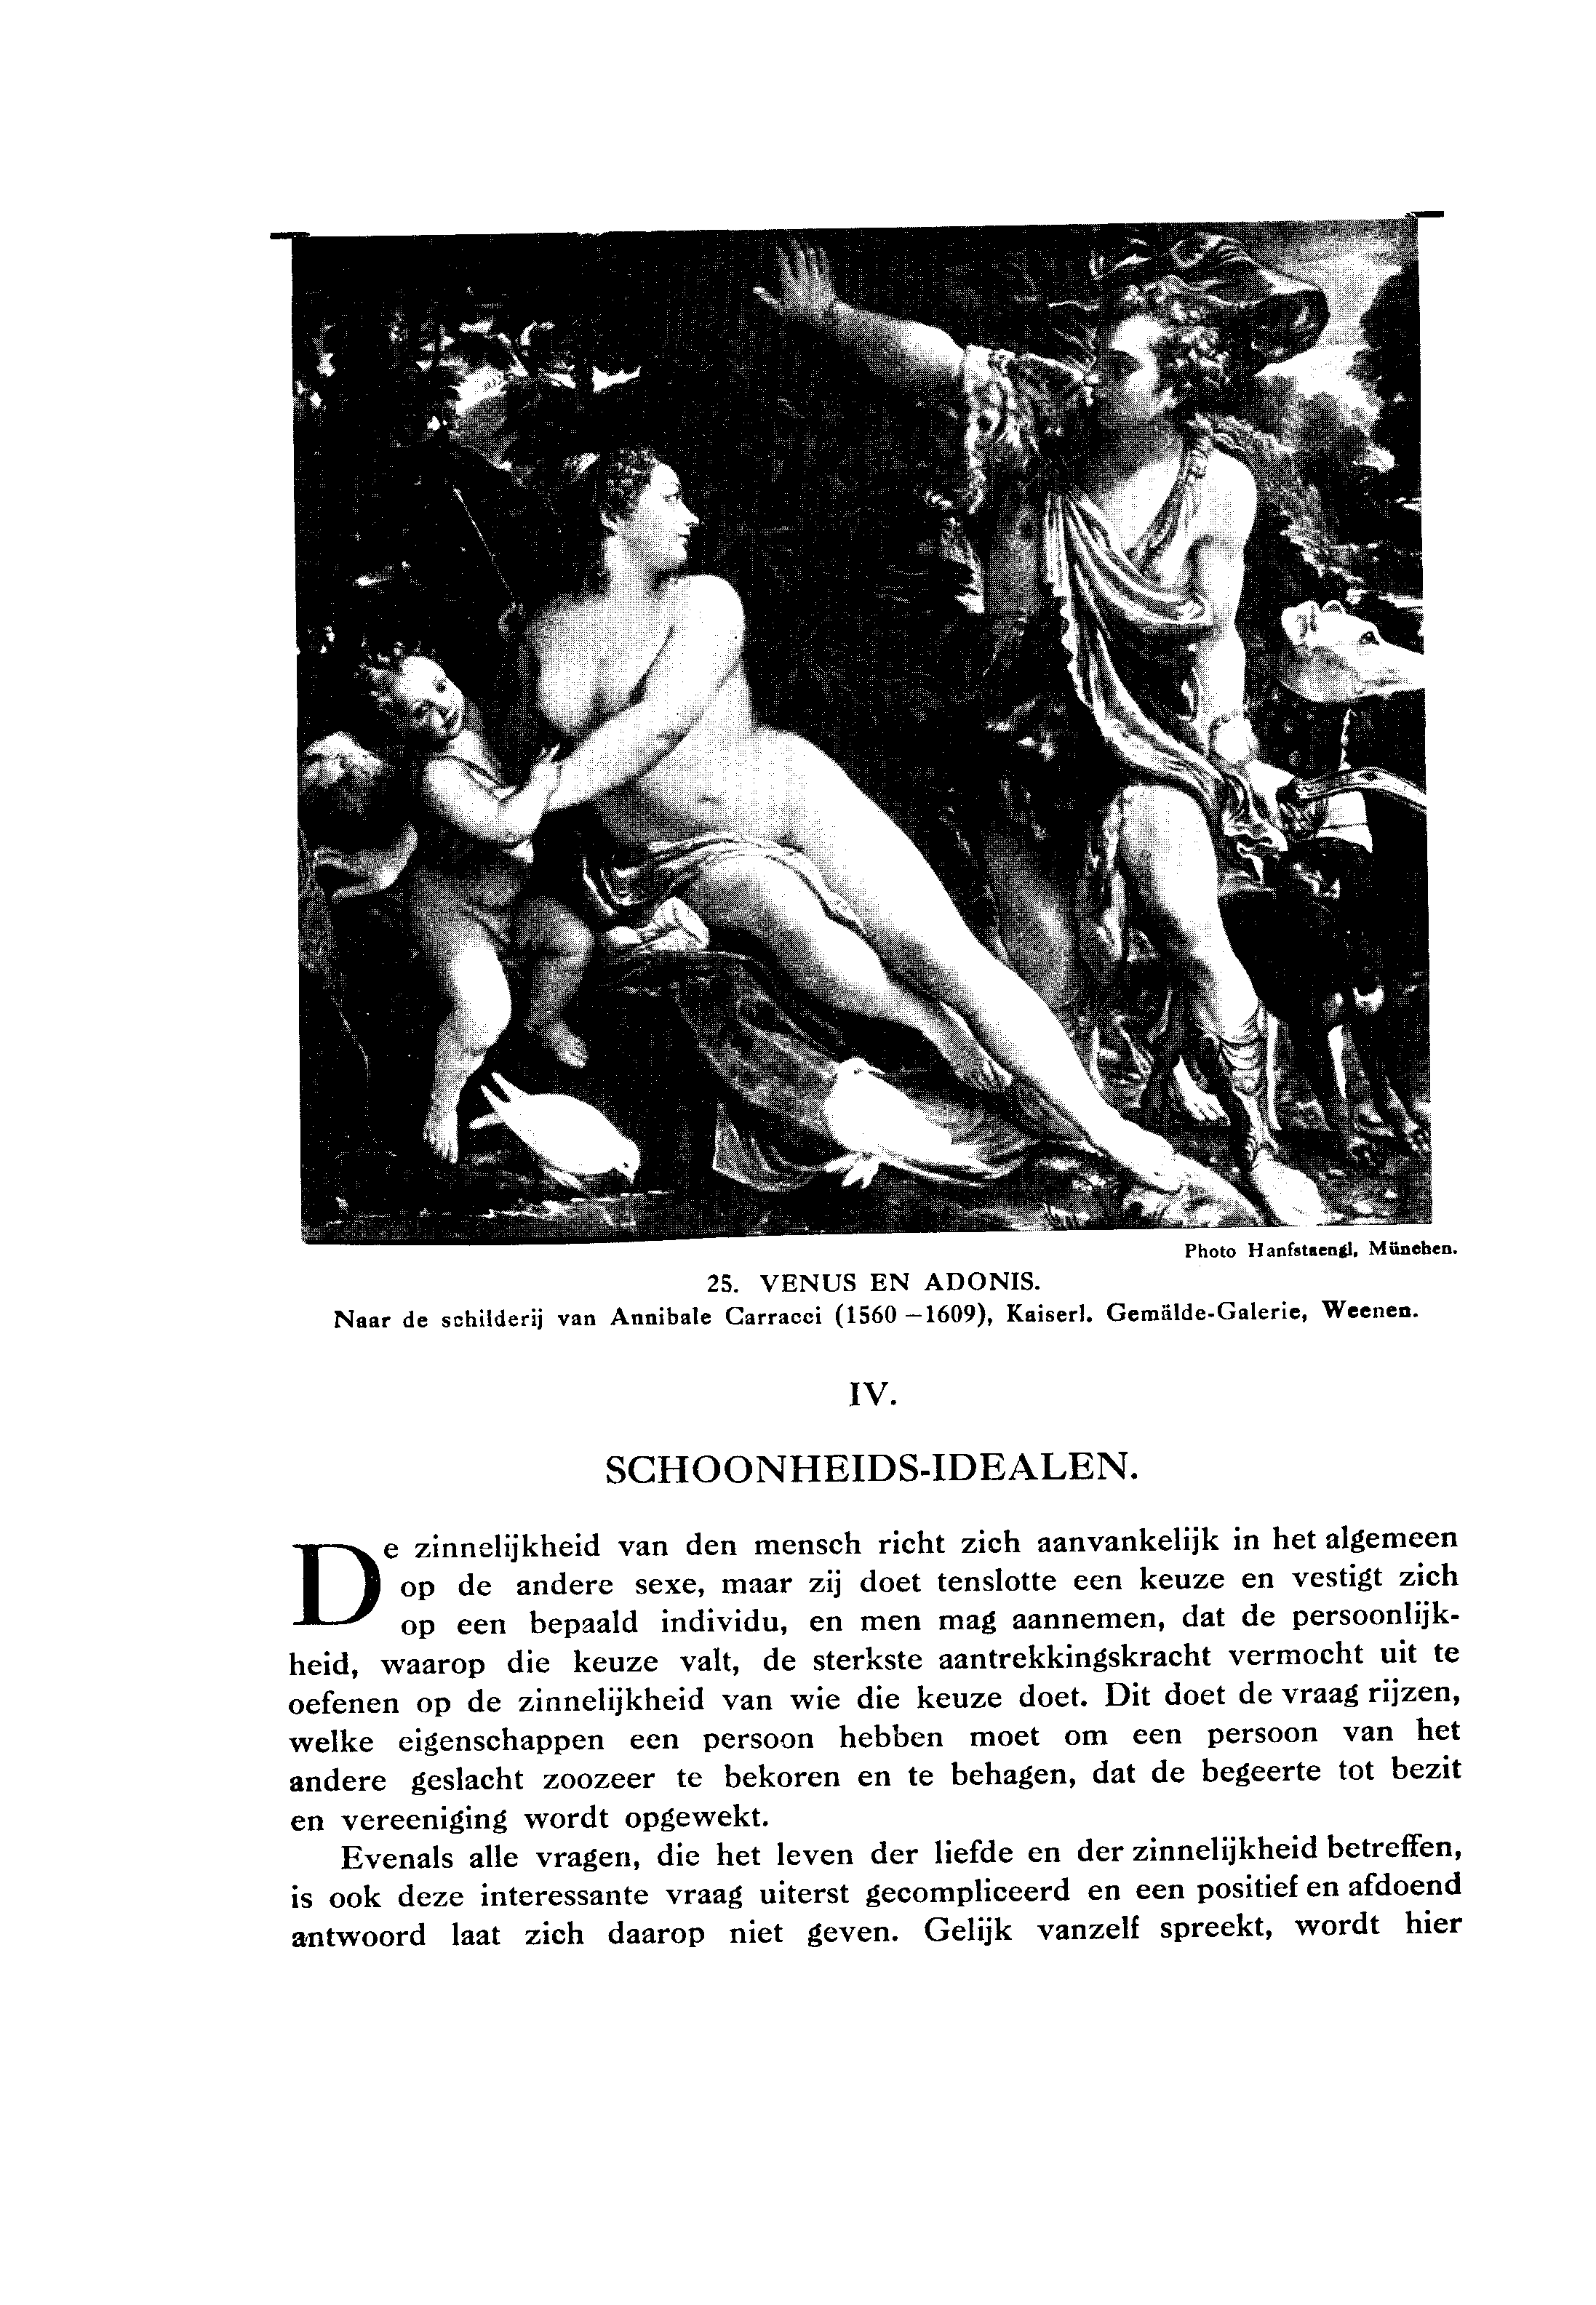 Photo Hanfstaengl, München.
25. VENUS EN ADONIS.
Naar de schilderij van Annibale Carracci (1560—1609), Kaiserl. Gemälde-Galerie, Weenen.
IV.
SCHOONHEIDS-IDEALEN.
De zinnelijkheid van den mensch richt zich aanvankelijk in het algemeen
op de andere sexe, maar zij doet tenslotte een keuze en vestigt zich
op een bepaald individu, en men mag aannemen, dat de persoonlijk-
heid, waarop die keuze valt, de sterkste aantrekkingskracht vermocht uit te
oefenen op de zinnelijkheid van wie die keuze doet. Dit doet de vraag rijzen,
welke eigenschappen een persoon hebben moet om een persoon van het
andere geslacht zoozeer te bekoren en te behagen, dat de begeerte tot bezit
en vereeniging wordt opgewekt.
Evenals alle vragen, die het leven der liefde en der zinnelijkheid betreffen,
is ook deze interessante vraag uiterst gecompliceerd en een positief en afdoend
antwoord laat zich daarop niet geven. Gelijk vanzelf spreekt, wordt hier